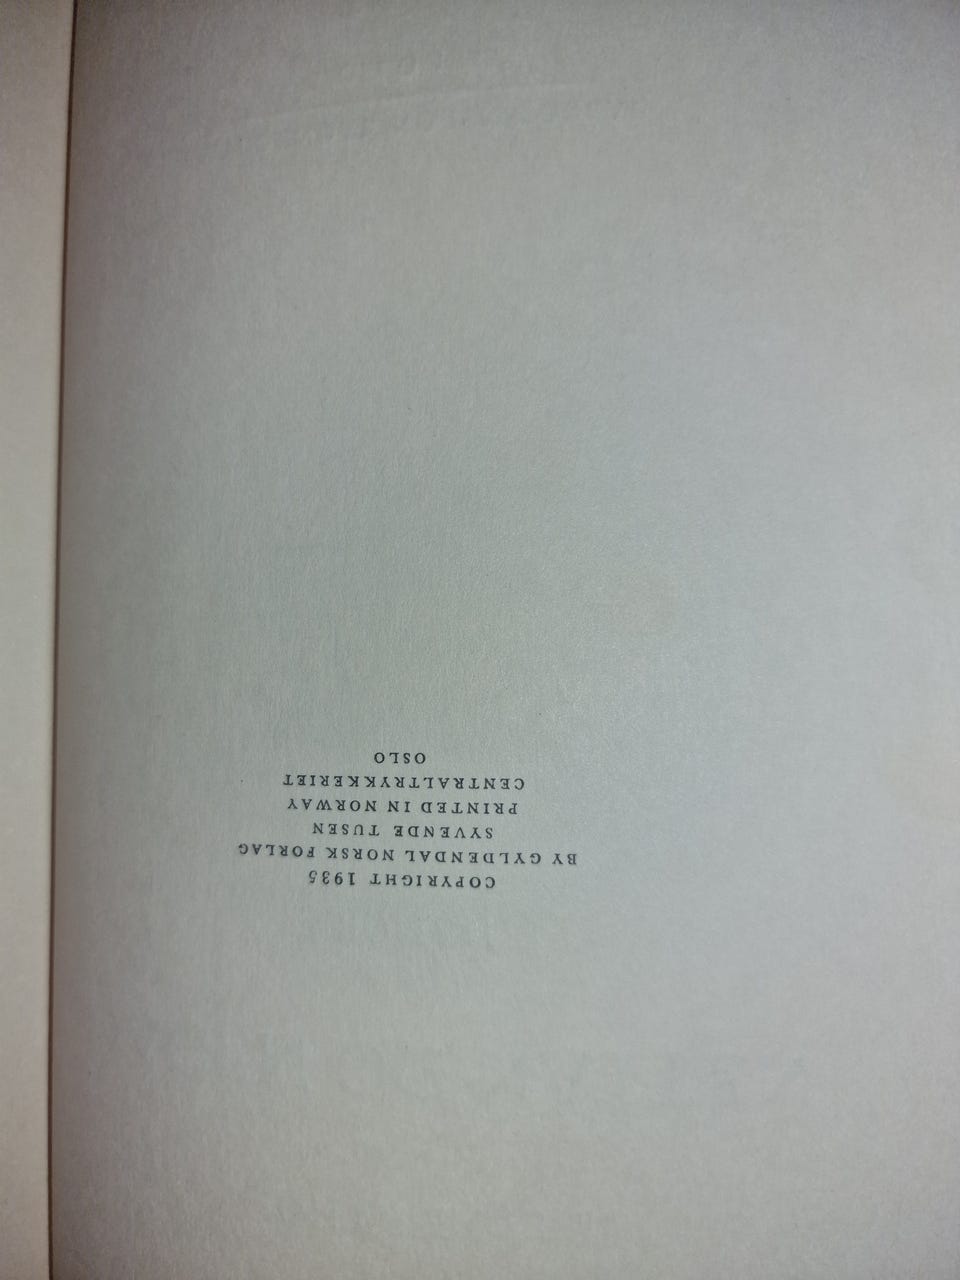 COPYRIGHT 1935
BY GYLDENDAL NORSK FORLAG
SYVENDE TUSEN
PRINTED IN NORWAY
CENTRALTRYKKERIET
OSLO